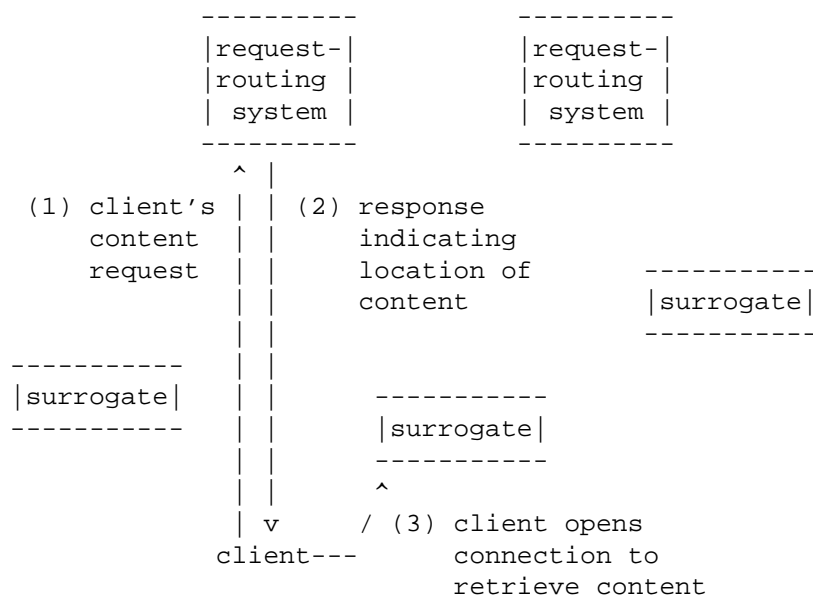 ----------          ----------
|request-|          |request-|
|routing |          |routing |
| system |          | system |
----------          ----------
^ |
(1) client's | | (2) response
content | | indicating
request | | location of -----------
| | content |surrogate|
| | -----------
----------- | |
|surrogate| | | -----------
----------- | | |surrogate|
| | -----------
| | ^
| v / (3) client opens
client--- connection to
retrieve content